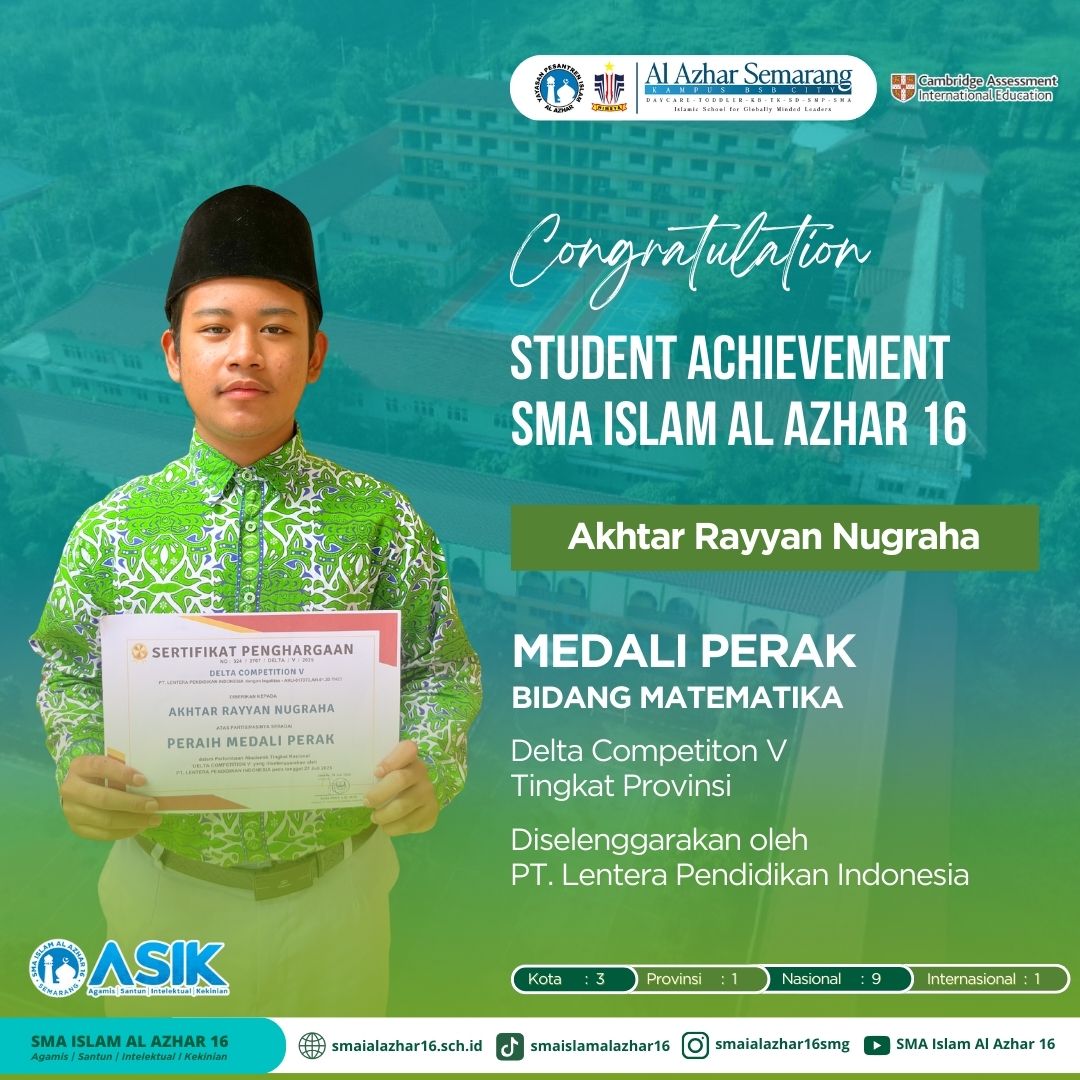 YAYASAN PESANTREN ISLAM
AL AZHAR
Al Azhar Semarang
KAMPUS BSB CITY
DAYCARE-TODDLER-KB-TK-SD-SMP-SMA
Islamic School for Globally Minded Leaders
Cambridge Assessment
International Education
Congratulation
STUDENT ACHIEVEMENT
SMA ISLAM AL AZHAR 16
Akhtar Rayyan Nugraha
MEDALI PERAK
BIDANG MATEMATIKA
Delta Competiton V
Tingkat Provinsi
Diselenggarakan oleh
PT. Lentera Pendidikan Indonesia
SERTIFIKAT PENGHARGAAN
DELTA COMPETITION V
DIBERIKAN KEPADA
AKHTAR RAYYAN NUGRAHA
ATAS PARTISIPASINYA SEBAGAI
PERAIH MEDALI PERAK
SMA ISLAM AL AZHAR 16
SEMARANG
ASIK
Agamis | Santun | Intelektual | Kekinian
Kota : 3 Provinsi : 1 Nasional : 9 Internasional : 1
SMA ISLAM AL AZHAR 16
Agamis | Santun | Intelektual | Kekinian
smaialazhar16.sch.id
smaislamalazhar16
smaialazhar16smg
SMA Islam Al Azhar 16